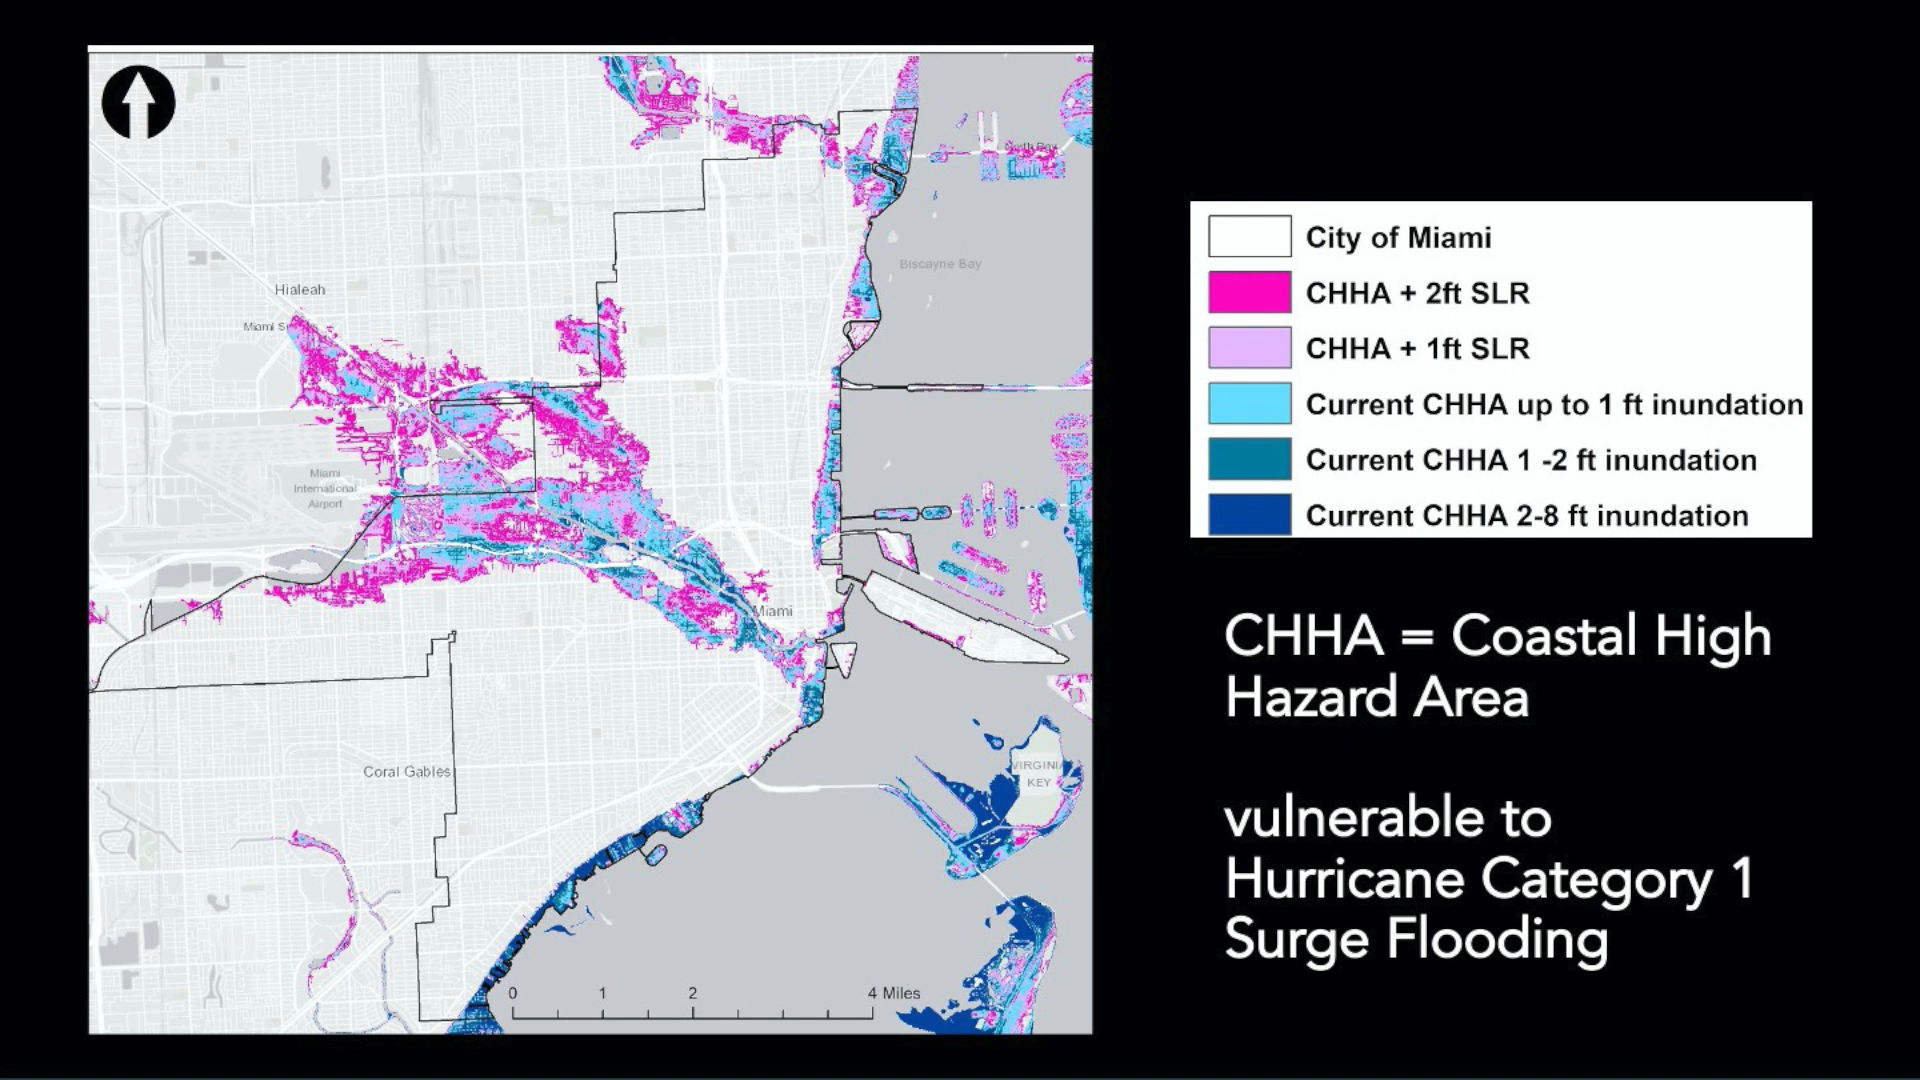 Hialeah
Miami S
Biscayne Bay
Miami
International
Airport
Miami
Coral Gables
VIRGINIA
KEY
0 1 2 4 Miles
City of Miami
CHHA + 2ft SLR
CHHA + 1ft SLR
Current CHHA up to 1 ft inundation
Current CHHA 1 -2 ft inundation
Current CHHA 2-8 ft inundation
CHHA = Coastal High
Hazard Area
vulnerable to
Hurricane Category 1
Surge Flooding